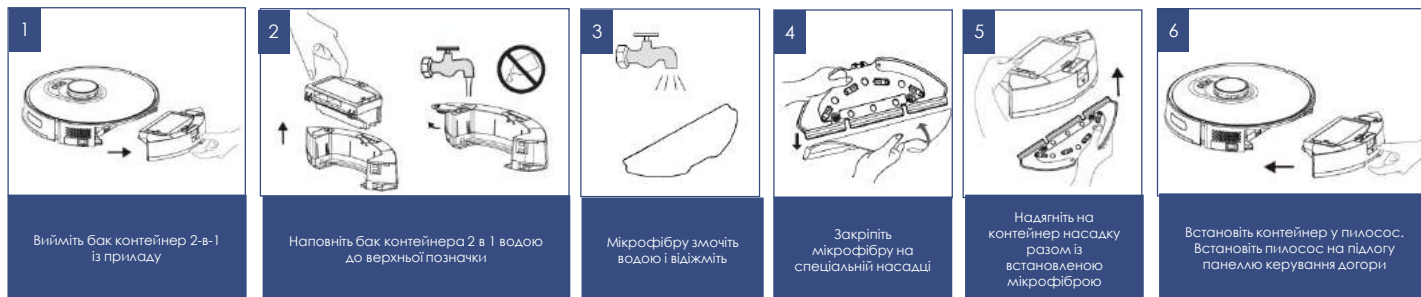 1
Вийміть бак контейнер 2-в-1
із приладу
2
Наповніть бак контейнера 2 в 1 водою
до верхньої позначки
3
Мікрофібру змочіть
водою і відіжміть
4
Закріпіть
мікрофібру на
спеціальній насадці
5
Надягніть на
контейнер насадку
разом із
встановленою
мікрофіброю
6
Встановіть контейнер у пилосос.
Встановіть пилосос на підлогу
панеллю керування догори